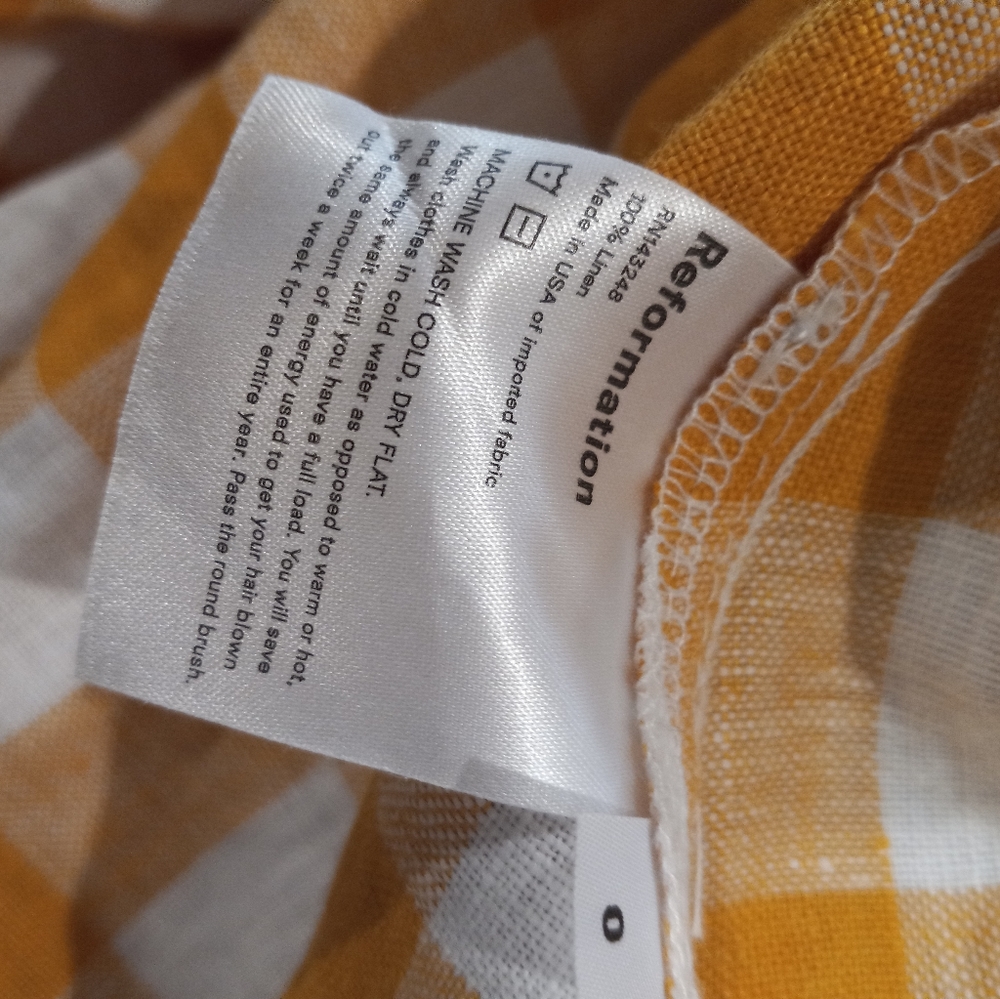 Reformation
RN143248
100% Linen
Made in USA of imported fabric
MACHINE WASH COLD. DRY FLAT.
Wash clothes in cold water as opposed to warm or hot,
and always wait until you have a full load. You will save
the same amount of energy used to get your hair blown
out twice a week for an entire year. Pass the round brush.
0